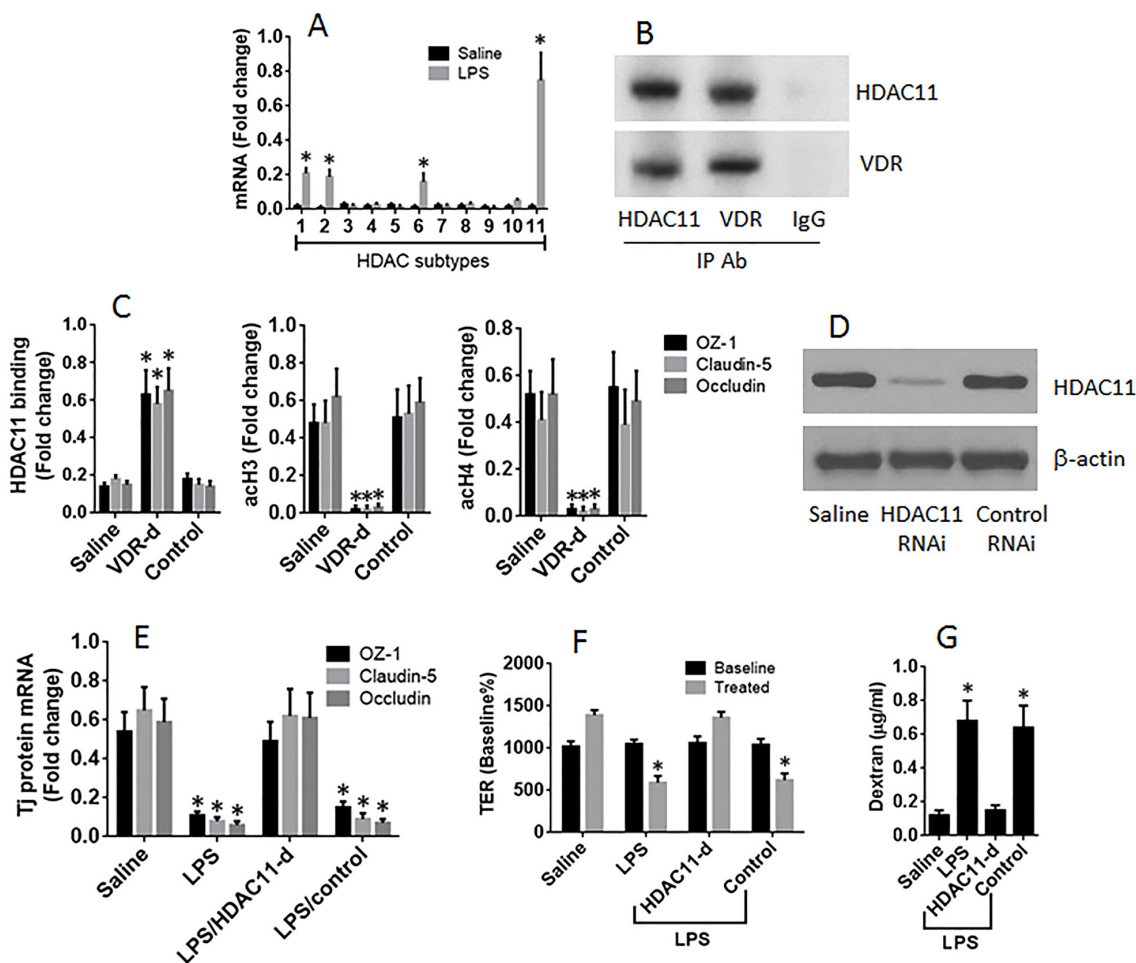 A
mRNA (Fold change)
1.0
0.8
0.6
0.4
0.2
0.0
Saline
LPS
* * * *
1 2 3 4 5 6 7 8 9 10 11
HDAC subtypes
B
HDAC11
VDR
HDAC11 VDR IgG
IP Ab
C
HDAC11 binding
(Fold change)
1.0
0.8
0.6
0.4
0.2
0.0
* * *
Saline
VDR-d
Control
acH3 (Fold change)
1.0
0.8
0.6
0.4
0.2
0.0
***
Saline
VDR-d
Control
acH4 (Fold change)
0.8
0.6
0.4
0.2
0.0
***
Saline
VDR-d
Control
OZ-1
Claudin-5
Occludin
D
HDAC11
β-actin
Saline HDAC11 Control
RNAi RNAi
E
Tj protein mRNA
(Fold change)
1.0
0.8
0.6
0.4
0.2
0.0
OZ-1
Claudin-5
Occludin
* * * * * *
Saline
LPS
LPS/HDAC11-d
LPS/control
F
TER (Baseline%)
2000
1500
1000
500
0
Baseline
Treated
* *
Saline
LPS
HDAC11-d
Control
LPS
G
Dextran (μg/ml)
1.0
0.8
0.6
0.4
0.2
0.0
* *
Saline
LPS
HDAC11-d
Control
LPS